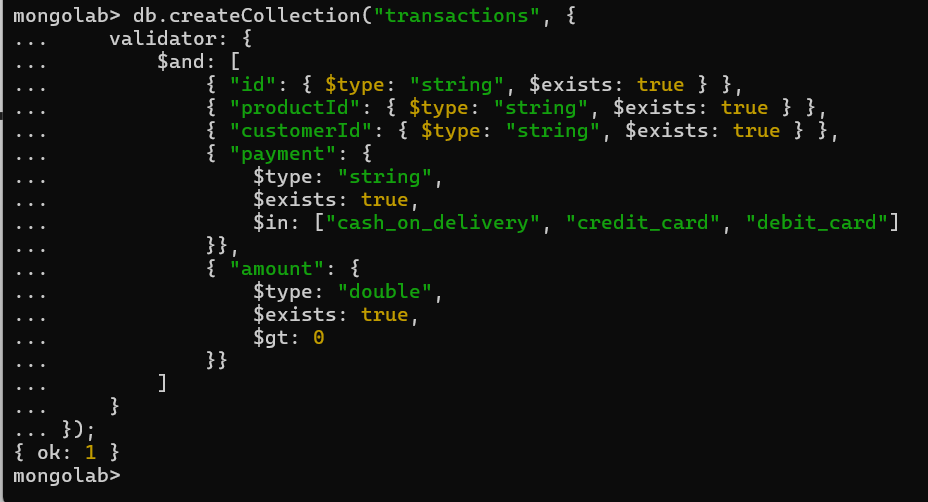 mongolab> db.createCollection("transactions", {
...     validator: {
...         $and: [
...             { "id": { $type: "string", $exists: true } },
...             { "productId": { $type: "string", $exists: true } },
...             { "customerId": { $type: "string", $exists: true } },
...             { "payment": {
...                 $type: "string",
...                 $exists: true,
...                 $in: ["cash_on_delivery", "credit_card", "debit_card"]
...             }},
...             { "amount": {
...                 $type: "double",
...                 $exists: true,
...                 $gt: 0
...             }}
...         ]
...     }
... });
{ ok: 1 }
mongolab>